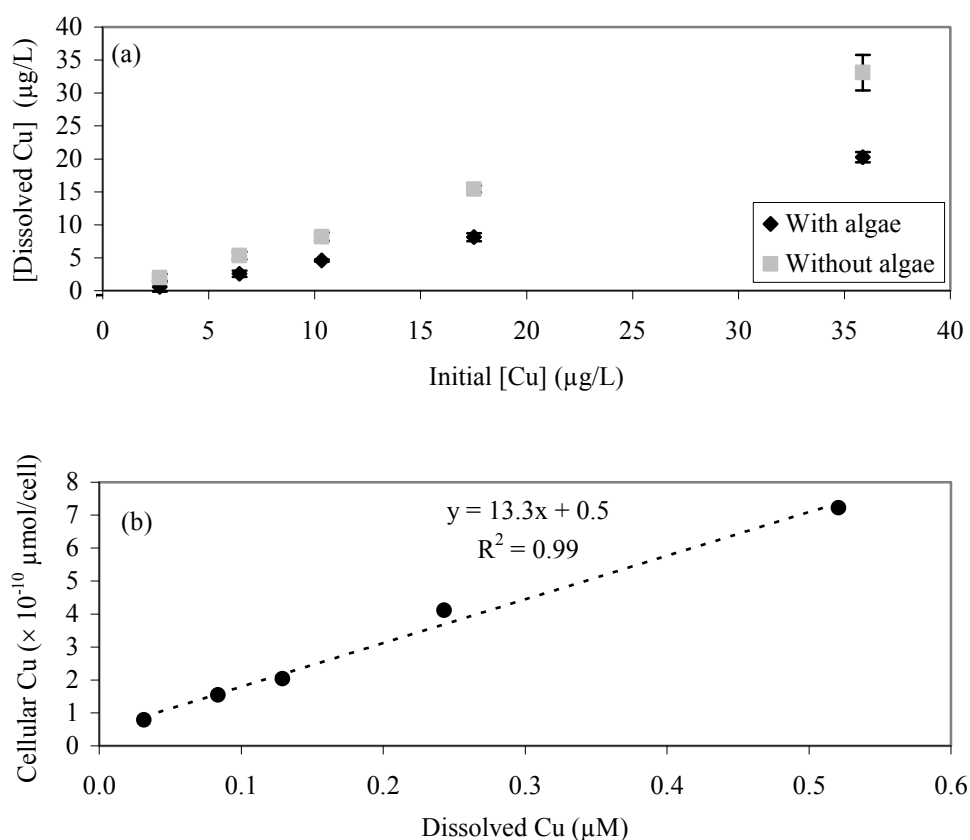 (a)
[Dissolved Cu] (µg/L)
40
35
30
25
20
15
10
5
0
With algae
Without algae
0 5 10 15 20 25 30 35 40
Initial [Cu] (µg/L)
(b)
Cellular Cu (× 10⁻¹⁰ µmol/cell)
8
7
6
5
4
3
2
1
0
y = 13.3x + 0.5
R² = 0.99
0.0 0.1 0.2 0.3 0.4 0.5 0.6
Dissolved Cu (µM)